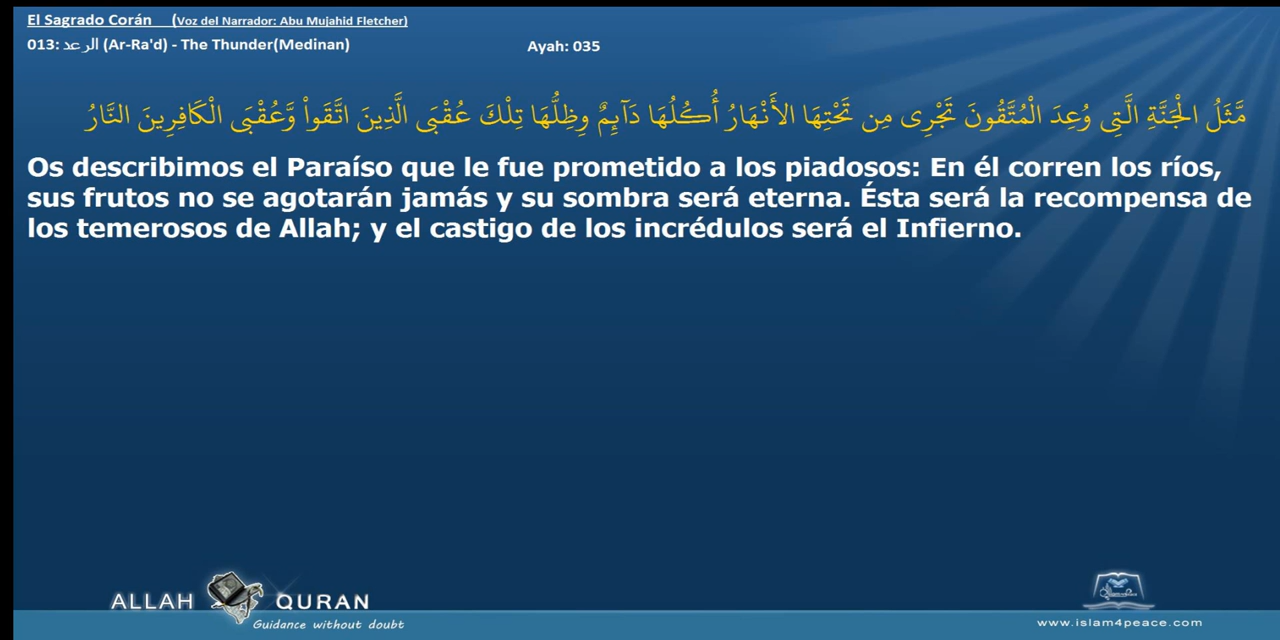 El Sagrado Corán (Voz del Narrador: Abu Mujahid Fletcher)
013: الرعد (Ar-Ra'd) - The Thunder(Medinan) Ayah: 035
مَّثَلُ الْجَنَّةِ الَّتِى وُعِدَ الْمُتَّقُونَ تَجْرِى مِن تَحْتِهَا الأَنْهَارُ أُكُلُهَا دَآئِمٌ وِظِلُّهَا تِلْكَ عُقْبَى الَّذِينَ اتَّقَواْ وَّعُقْبَى الْكَافِرِينَ النَّارُ
Os describimos el Paraíso que le fue prometido a los piadosos: En él corren los ríos,
sus frutos no se agotarán jamás y su sombra será eterna. Ésta será la recompensa de
los temerosos de Allah; y el castigo de los incrédulos será el Infierno.
ALLAH QURAN
Guidance without doubt
www.islam4peace.com